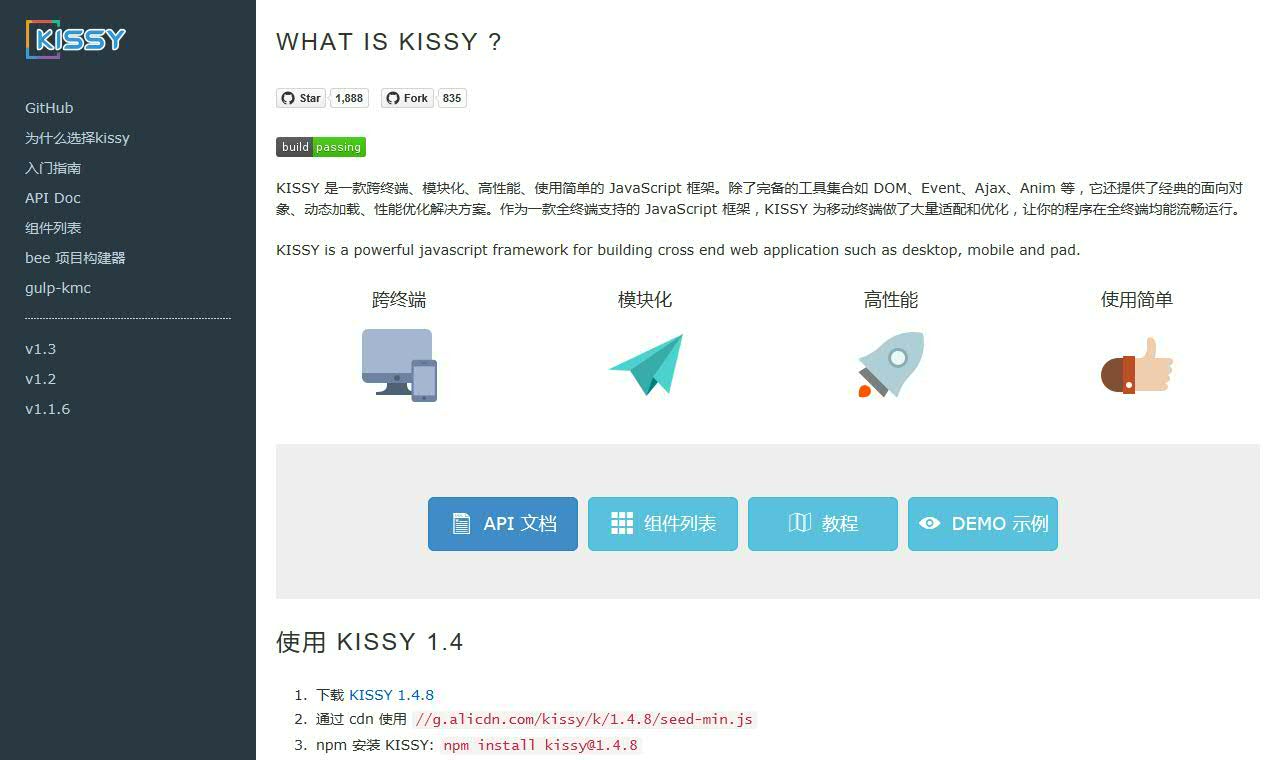 KISSY
GitHub
为什么选择kissy
入门指南
API Doc
组件列表
bee 项目构建器
gulp-kmc
v1.3
v1.2
v1.1.6
WHAT IS KISSY ?
Star 1,888 Fork 835
build passing
KISSY 是一款跨终端、模块化、高性能、使用简单的 JavaScript 框架。除了完备的工具集合如 DOM、Event、Ajax、Anim 等，它还提供了经典的面向对
象、动态加载、性能优化解决方案。作为一款全终端支持的 JavaScript 框架，KISSY 为移动终端做了大量适配和优化，让你的程序在全终端均能流畅运行。
KISSY is a powerful javascript framework for building cross end web application such as desktop, mobile and pad.
跨终端 模块化 高性能 使用简单
API 文档 组件列表 教程 DEMO 示例
使用 KISSY 1.4
1. 下载 KISSY 1.4.8
2. 通过 cdn 使用 //g.alicdn.com/kissy/k/1.4.8/seed-min.js
3. npm 安装 KISSY: npm install kissy@1.4.8